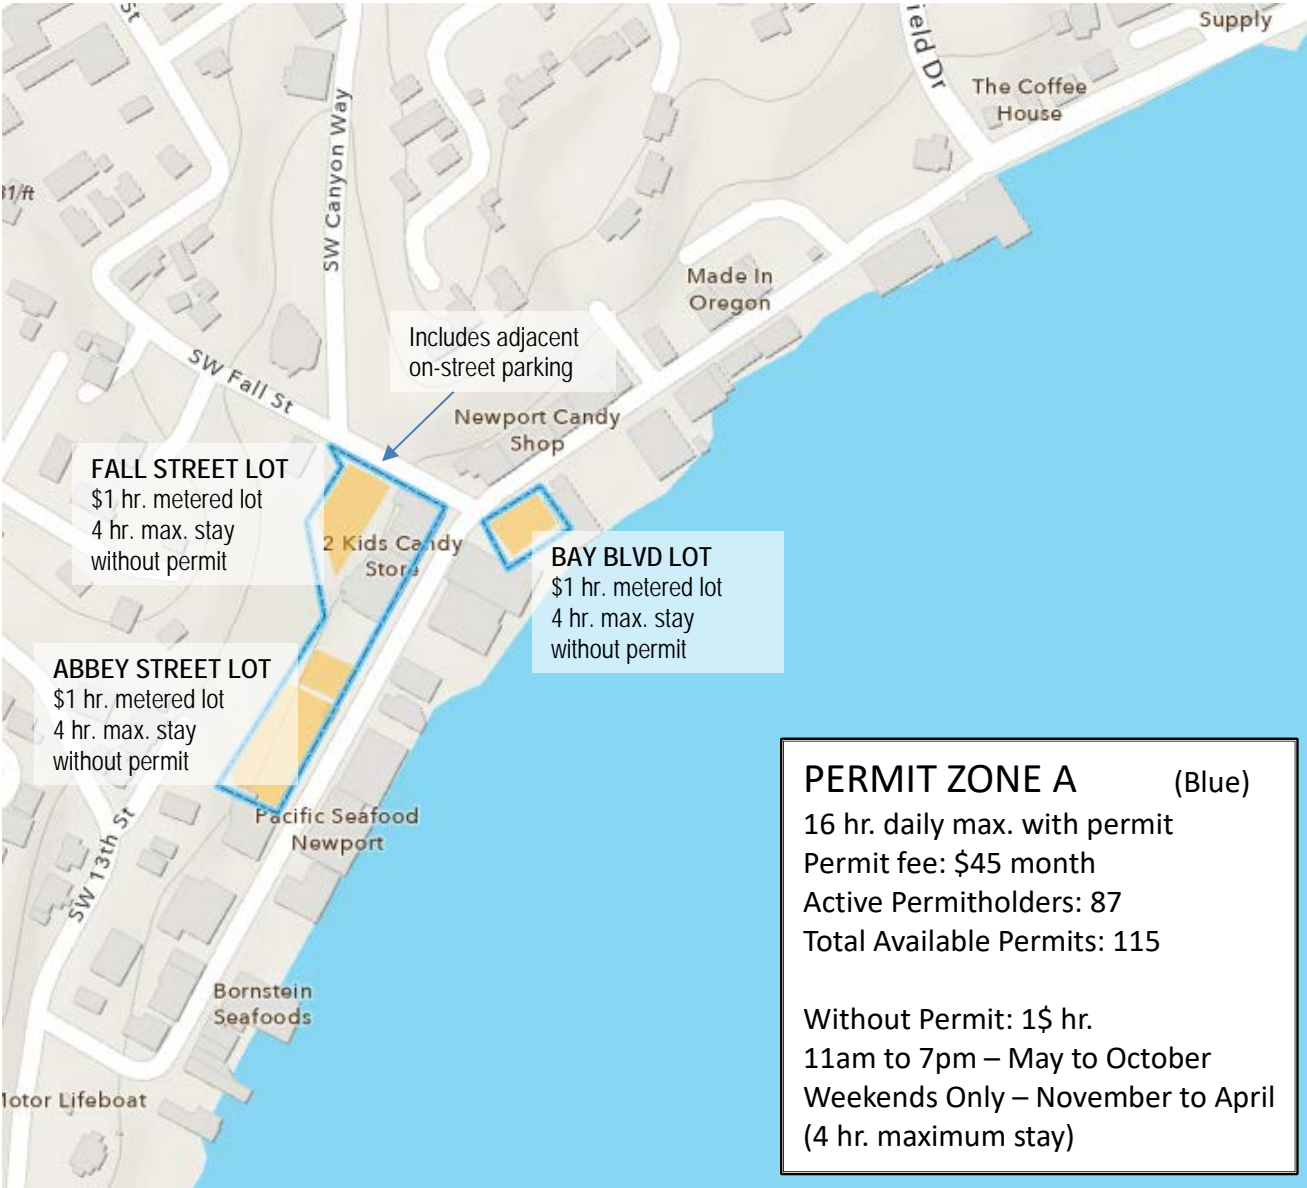 St
Supply
ield Dr
The Coffee
House
SW Canyon Way
31/ft
Made In
Oregon
Includes adjacent
on-street parking
SW Fall St
Newport Candy
Shop
FALL STREET LOT
$1 hr. metered lot
4 hr. max. stay
without permit
2 Kids Candy
Store
BAY BLVD LOT
$1 hr. metered lot
4 hr. max. stay
without permit
ABBEY STREET LOT
$1 hr. metered lot
4 hr. max. stay
without permit
Pacific Seafood
Newport
SW 13th St
Bornstein
Seafoods
Motor Lifeboat
PERMIT ZONE A (Blue)
16 hr. daily max. with permit
Permit fee: $45 month
Active Permitholders: 87
Total Available Permits: 115
Without Permit: 1$ hr.
11am to 7pm – May to October
Weekends Only – November to April
(4 hr. maximum stay)